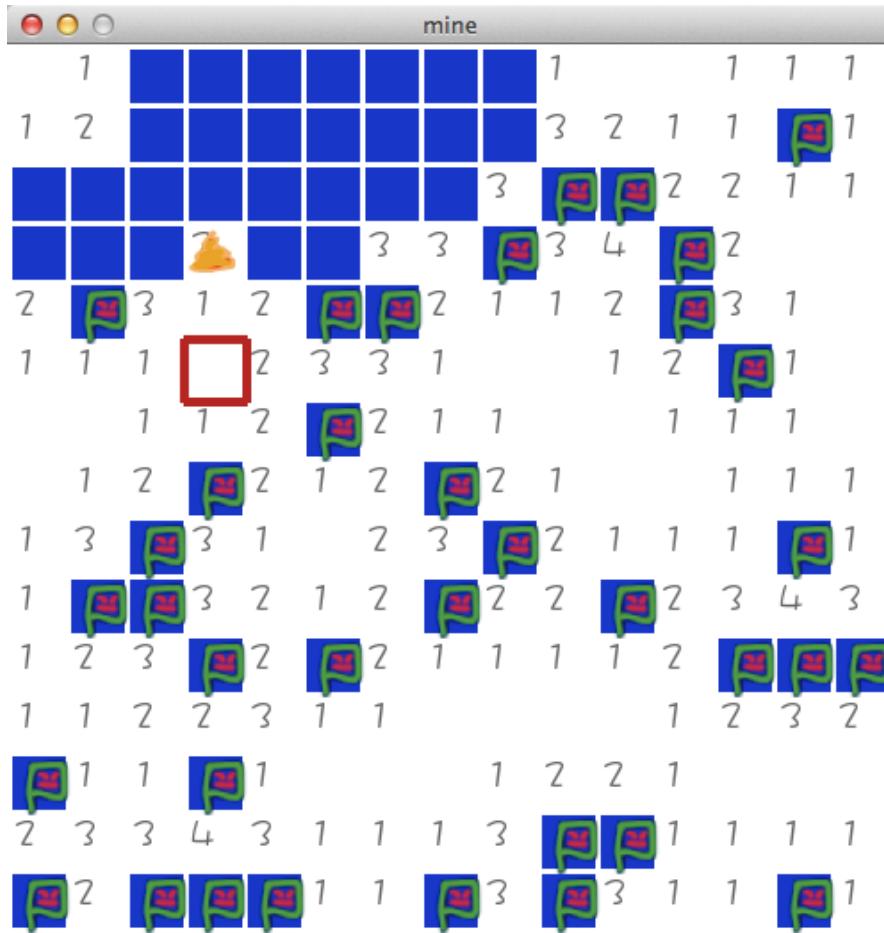 mine
1 1 1 1 1
1 2 3 2 1 1 1
3 2 2 1 1
3 3 3 4 2
2 3 1 2 2 1 1 2 3 1
1 1 1 2 3 3 1 1 2 1
1 1 2 2 1 1 1 1 1
1 2 2 1 2 2 1 1 1 1
1 3 3 1 2 3 2 1 1 1 1
1 3 2 1 2 2 2 2 3 4 3
1 2 3 2 2 1 1 1 1 2
1 1 2 2 3 1 1 1 2 3 2
1 1 1 1 2 2 1
2 3 3 4 3 1 1 1 3 1 1 1 1
2 1 1 3 3 1 1 1